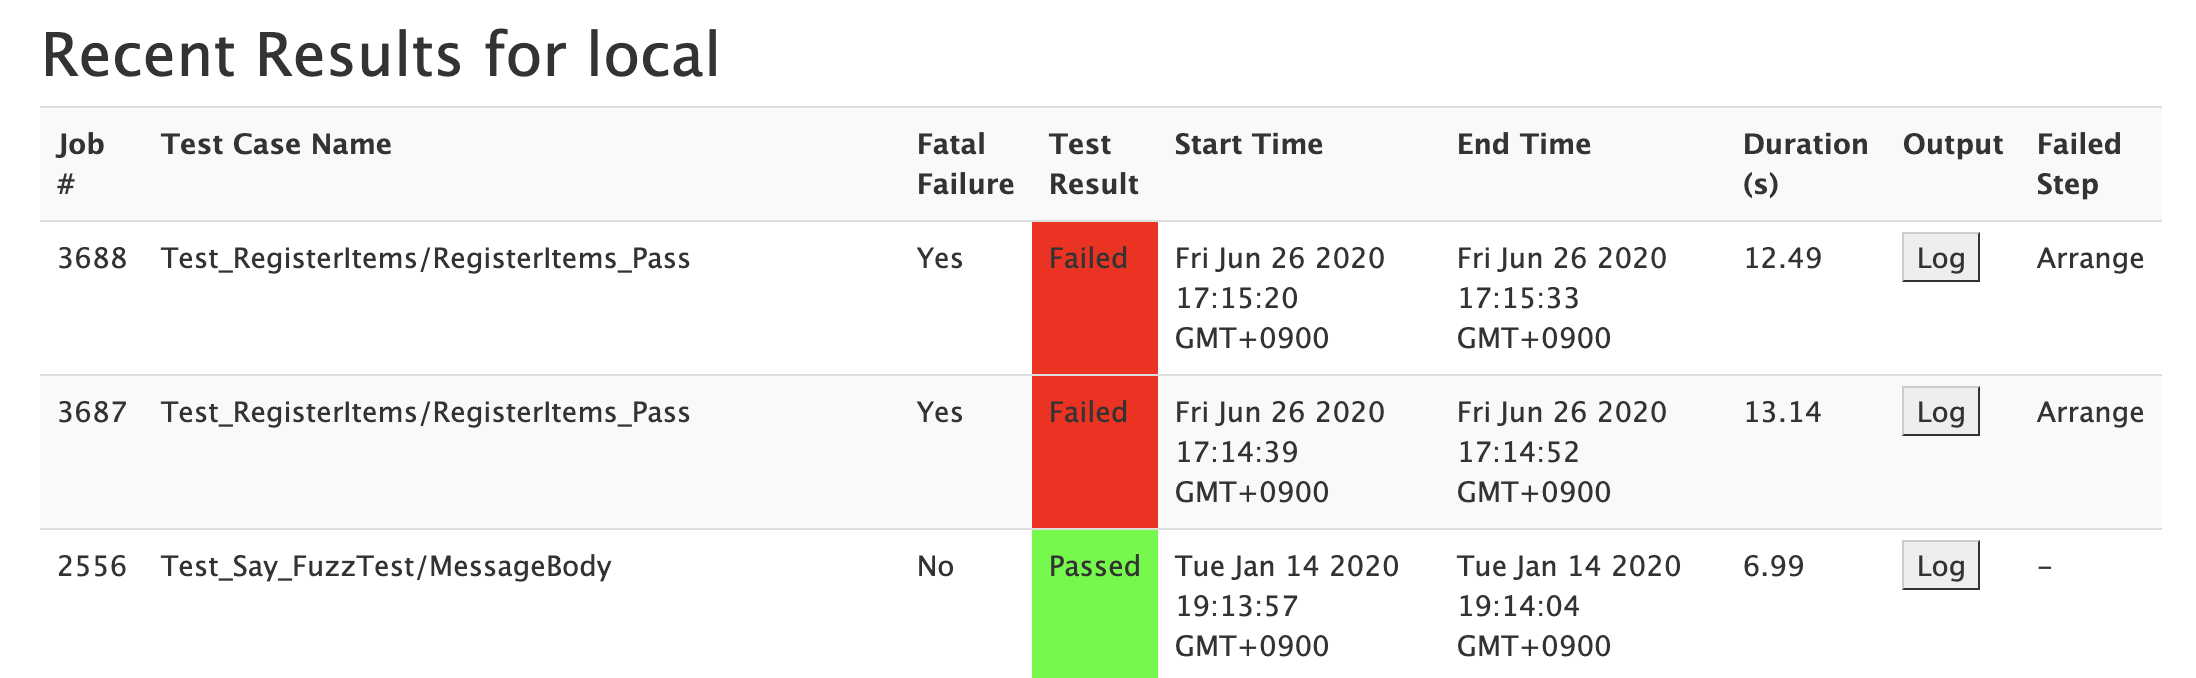 Recent Results for local
Job # Test Case Name Fatal Failure Test Result Start Time End Time Duration (s) Output Failed Step
3688 Test_RegisterItems/RegisterItems_Pass Yes Failed Fri Jun 26 2020 17:15:20 GMT+0900 Fri Jun 26 2020 17:15:33 GMT+0900 12.49 Log Arrange
3687 Test_RegisterItems/RegisterItems_Pass Yes Failed Fri Jun 26 2020 17:14:39 GMT+0900 Fri Jun 26 2020 17:14:52 GMT+0900 13.14 Log Arrange
2556 Test_Say_FuzzTest/MessageBody No Passed Tue Jan 14 2020 19:13:57 GMT+0900 Tue Jan 14 2020 19:14:04 GMT+0900 6.99 Log –